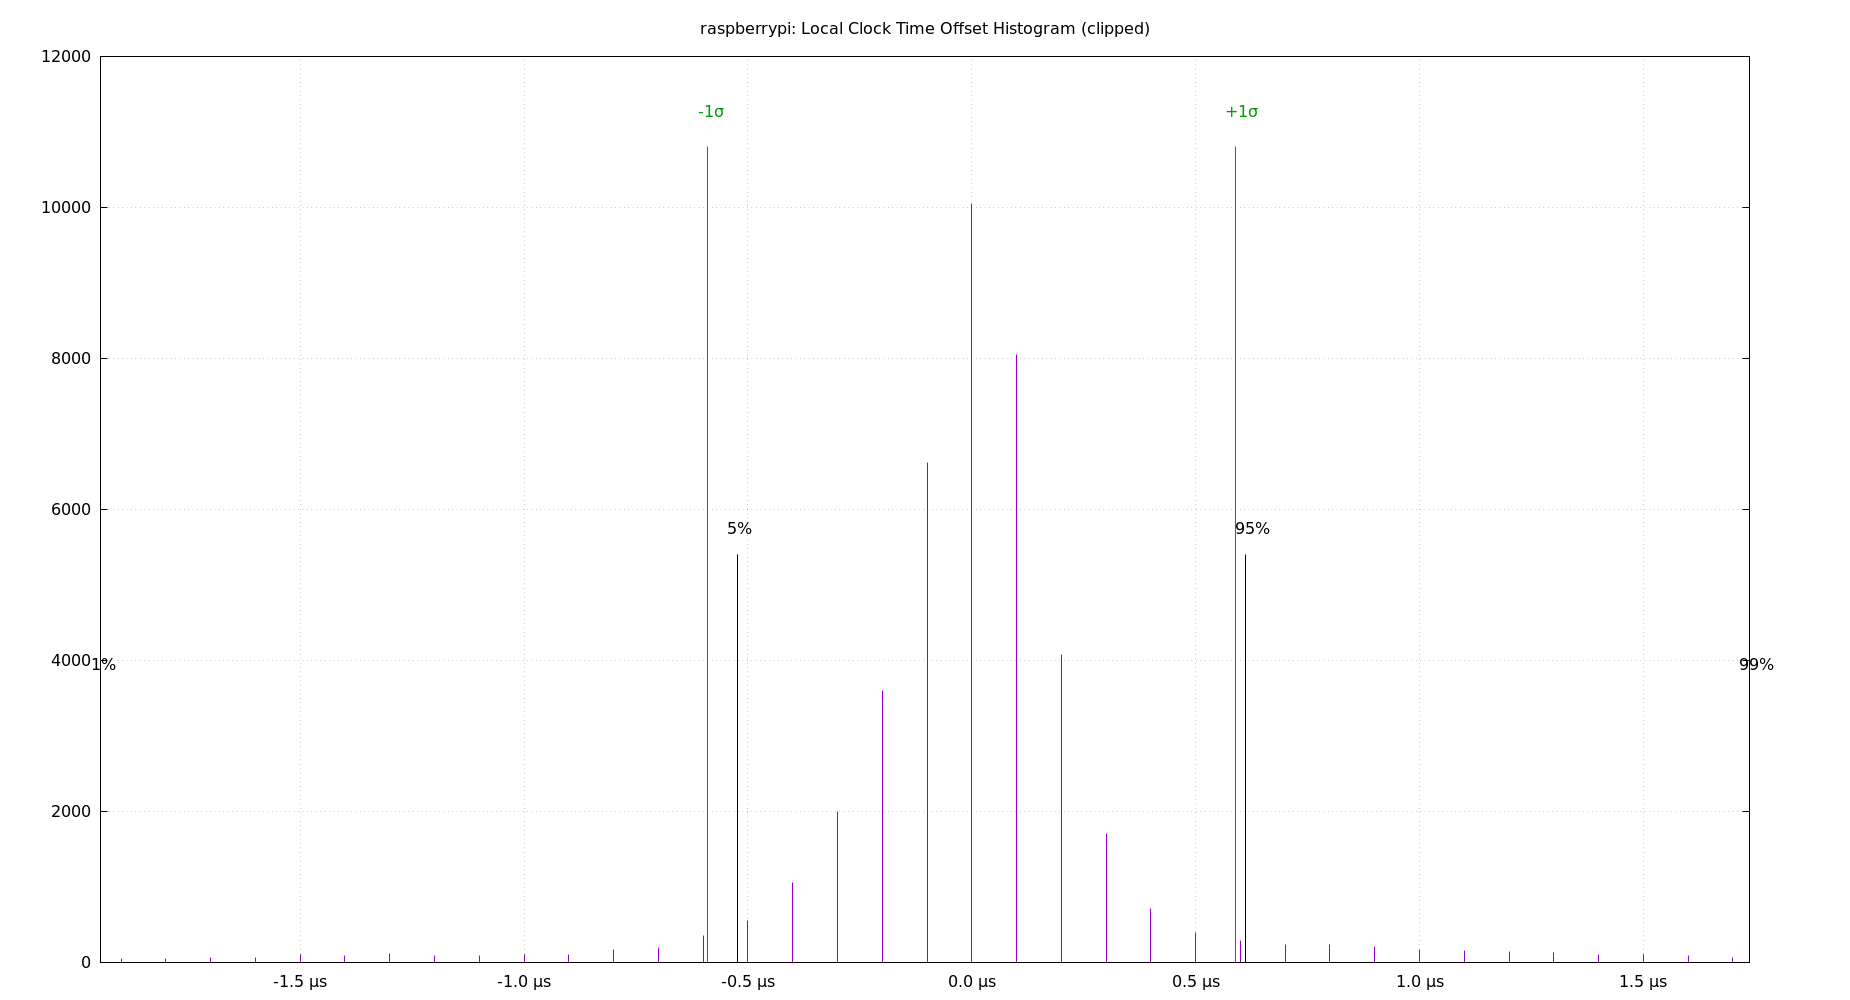 raspberrypi: Local Clock Time Offset Histogram (clipped)
12000
-1σ +1σ
10000
8000
6000
5% 95%
4000 1% 99%
2000
0
-1.5 µs -1.0 µs -0.5 µs 0.0 µs 0.5 µs 1.0 µs 1.5 µs